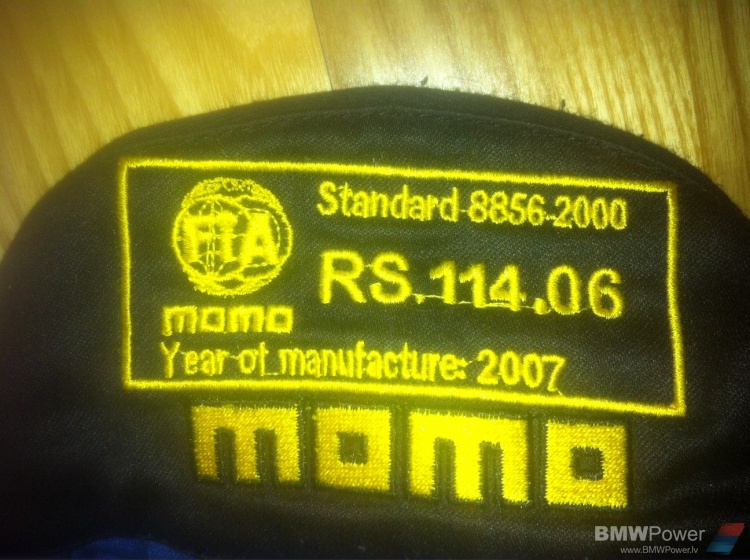 FIA
Standard 8856-2000
RS.114.06
momo
Year of manufacture: 2007
momo
BMWPower
www.BMWPower.lv